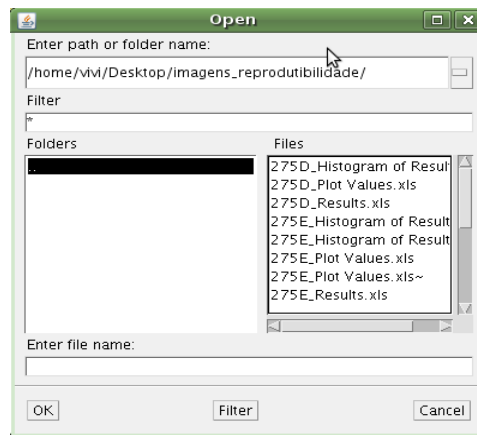 Open
Enter path or folder name:
/home/vivi/Desktop/imagens_reprodutibilidade/
Filter
*
Folders
Files
..
275D_Histogram of Resul
275D_Plot Values.xls
275D_Results.xls
275E_Histogram of Result
275E_Histogram of Result
275E_Plot Values.xls
275E_Plot Values.xls~
275E_Results.xls
Enter file name:
OK
Filter
Cancel